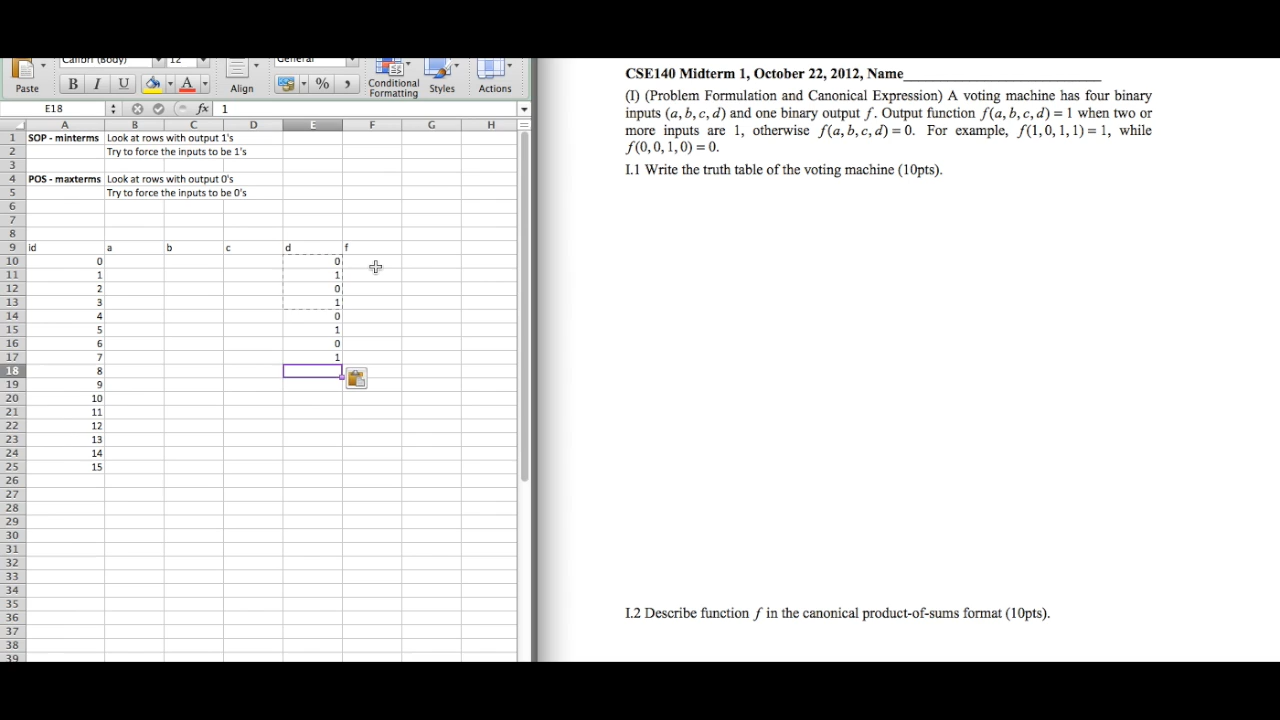 Calibri (Body) 12 General
Paste B I U A Align % , Conditional Formatting Styles Actions
E18 fx 1
A B C D E F G H
1 SOP - minterms Look at rows with output 1's
2 Try to force the inputs to be 1's
3
4 POS - maxterms Look at rows with output 0's
5 Try to force the inputs to be 0's
6
7
8
9 id a b c d f
10 0 0
11 1 1
12 2 0
13 3 1
14 4 0
15 5 1
16 6 0
17 7 1
18 8
19 9
20 10
21 11
22 12
23 13
24 14
25 15
26
27
28
29
30
31
32
33
34
35
36
37
38
39
CSE140 Midterm 1, October 22, 2012, Name
(I) (Problem Formulation and Canonical Expression) A voting machine has four binary
inputs (a, b, c, d) and one binary output f. Output function f(a, b, c, d) = 1 when two or
more inputs are 1, otherwise f(a, b, c, d) = 0. For example, f(1, 0, 1, 1) = 1, while
f(0, 0, 1, 0) = 0.
I.1 Write the truth table of the voting machine (10pts).
I.2 Describe function f in the canonical product-of-sums format (10pts).